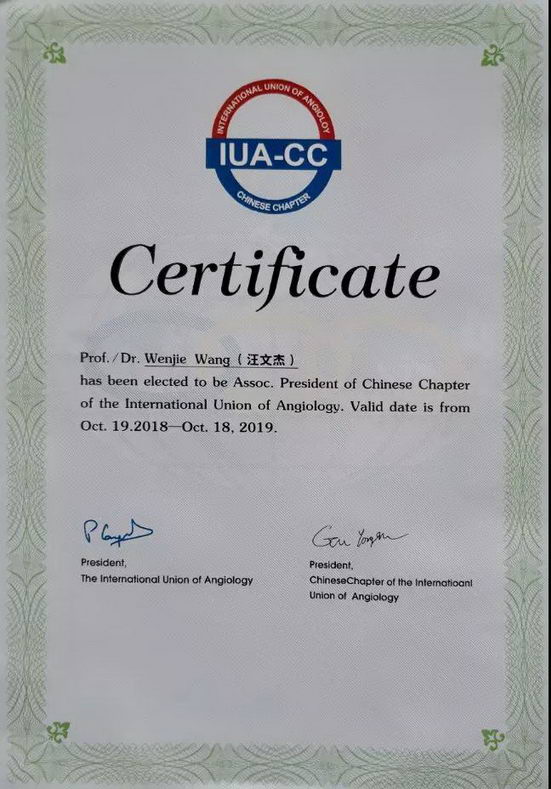 INTERNATIONAL UNION OF ANGIOLOY
IUA-CC
CHINESE CHAPTER
Certificate
Prof./Dr. Wenjie Wang (汪文杰)
has been elected to be Assoc. President of Chinese Chapter
of the International Union of Angiology. Valid date is from
Oct. 19.2018—Oct. 18, 2019.
President,
The International Union of Angiology
President,
ChineseChapter of the Internatioanl
Union of Angiology